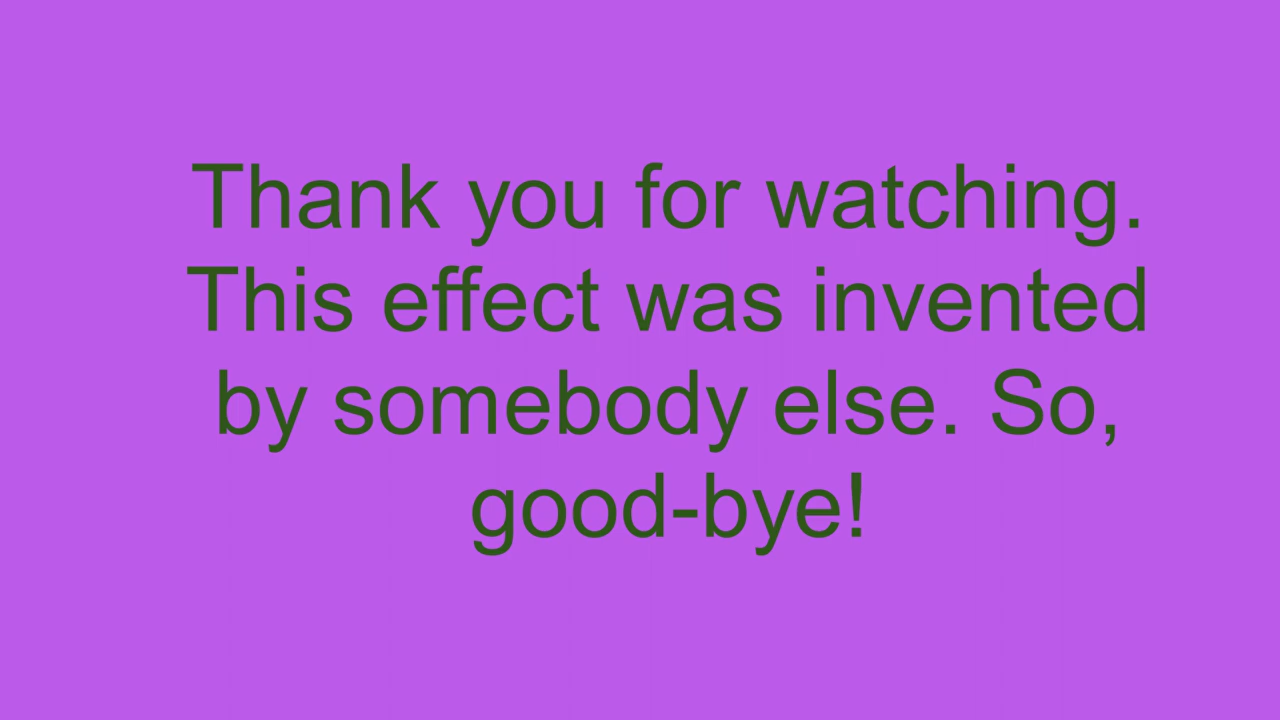 Thank you for watching.
This effect was invented
by somebody else. So,
good-bye!